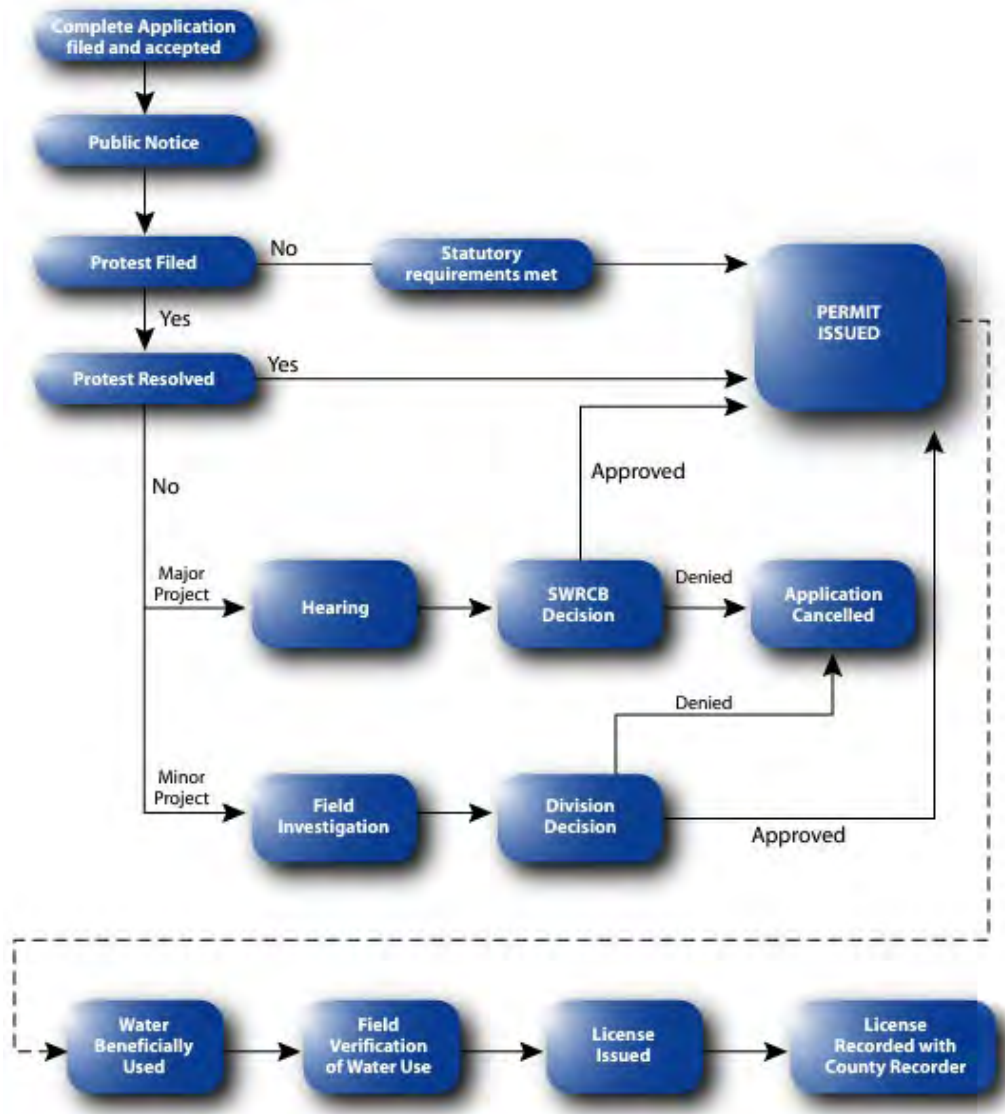 Complete Application
filed and accepted
Public Notice
Protest Filed
No
Statutory
requirements met
PERMIT
ISSUED
Yes
Protest Resolved
Yes
No
Approved
Major
Project
Hearing
SWRCB
Decision
Denied
Application
Cancelled
Denied
Minor
Project
Field
Investigation
Division
Decision
Approved
Water
Beneficially
Used
Field
Verification
of Water Use
License
Issued
License
Recorded with
County Recorder